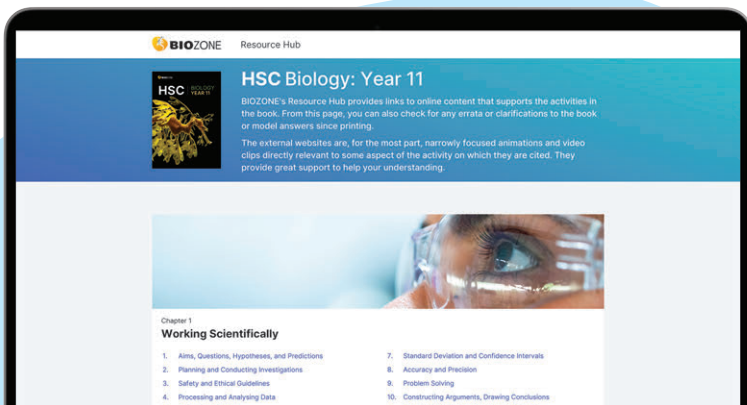 BIOZONE Resource Hub
HSC Biology: Year 11
HSC BIOLOGY
YEAR 11
BIOZONE's Resource Hub provides links to online content that supports the activities in
the book. From this page, you can also check for any errata or clarifications to the book
or model answers since printing.
The external websites are, for the most part, narrowly focused animations and video
clips directly relevant to some aspect of the activity on which they are cited. They
provide great support to help your understanding.
Chapter 1
Working Scientifically
1. Aims, Questions, Hypotheses, and Predictions
2. Planning and Conducting Investigations
3. Safety and Ethical Guidelines
4. Processing and Analysing Data
7. Standard Deviation and Confidence Intervals
8. Accuracy and Precision
9. Problem Solving
10. Constructing Arguments, Drawing Conclusions